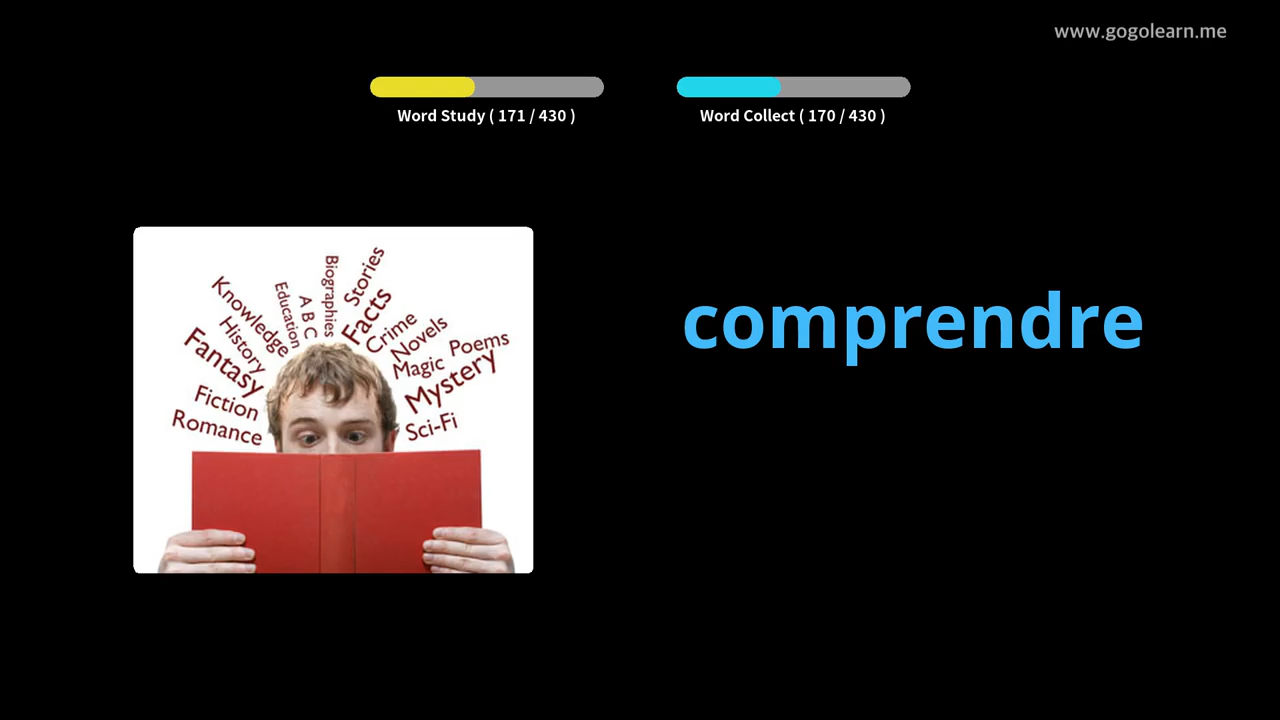 www.gogolearn.me
Word Study ( 171 / 430 )
Word Collect ( 170 / 430 )
comprendre
Biographies
Stories
Education
A B C
Facts
Knowledge
History
Crime
Novels
Poems
Fantasy
Magic
Mystery
Fiction
Romance
Sci-Fi